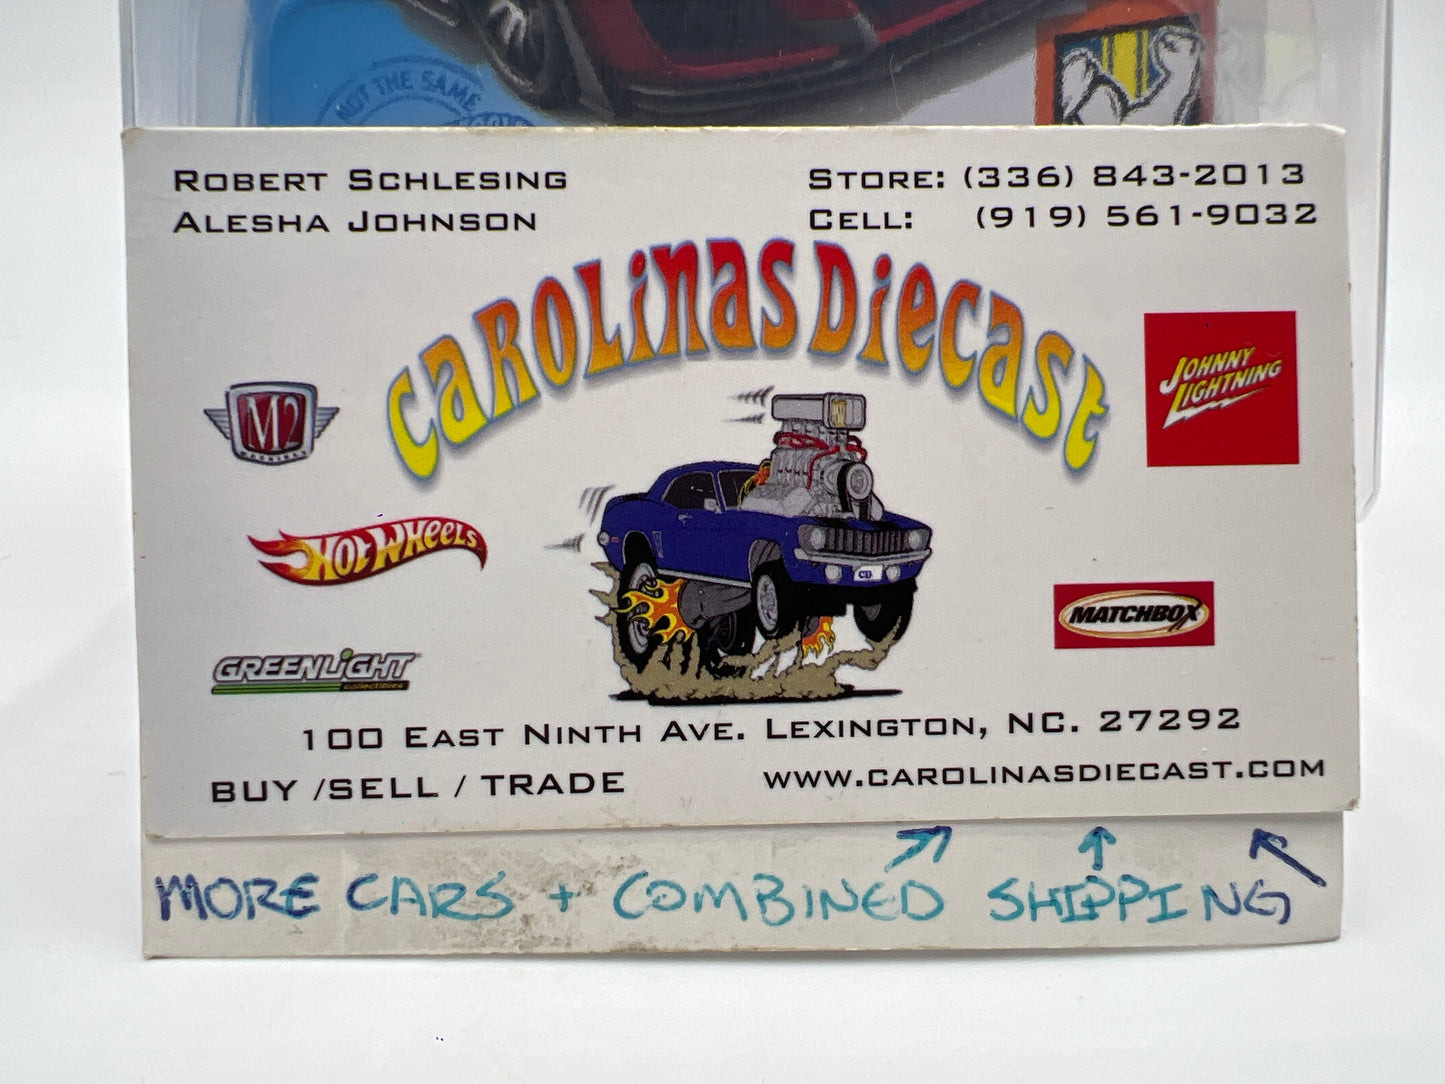 NOT THE SAME
ROBERT SCHLESING
ALESHA JOHNSON
STORE: (336) 843-2013
CELL: (919) 561-9032
CAROLINAS DIECAST
M2
MACHINES
JOHNNY
LIGHTNING
HOT WHEELS
MATCHBOX
GREENLIGHT
collectibles
100 EAST NINTH AVE. LEXINGTON, NC. 27292
BUY /SELL / TRADE
WWW.CAROLINASDIECAST.COM
MORE CARS + COMBINED SHIPPING